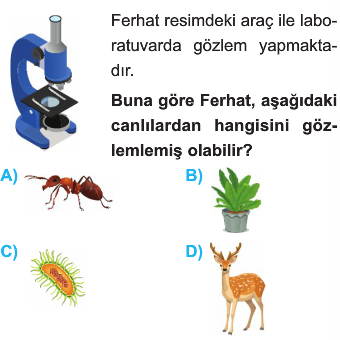 Ferhat resimdeki araç ile labo-
ratuvarda gözlem yapmakta-
dır.
Buna göre Ferhat, aşağıdaki
canlılardan hangisini göz-
lemlemiş olabilir?
A)
B)
C)
D)